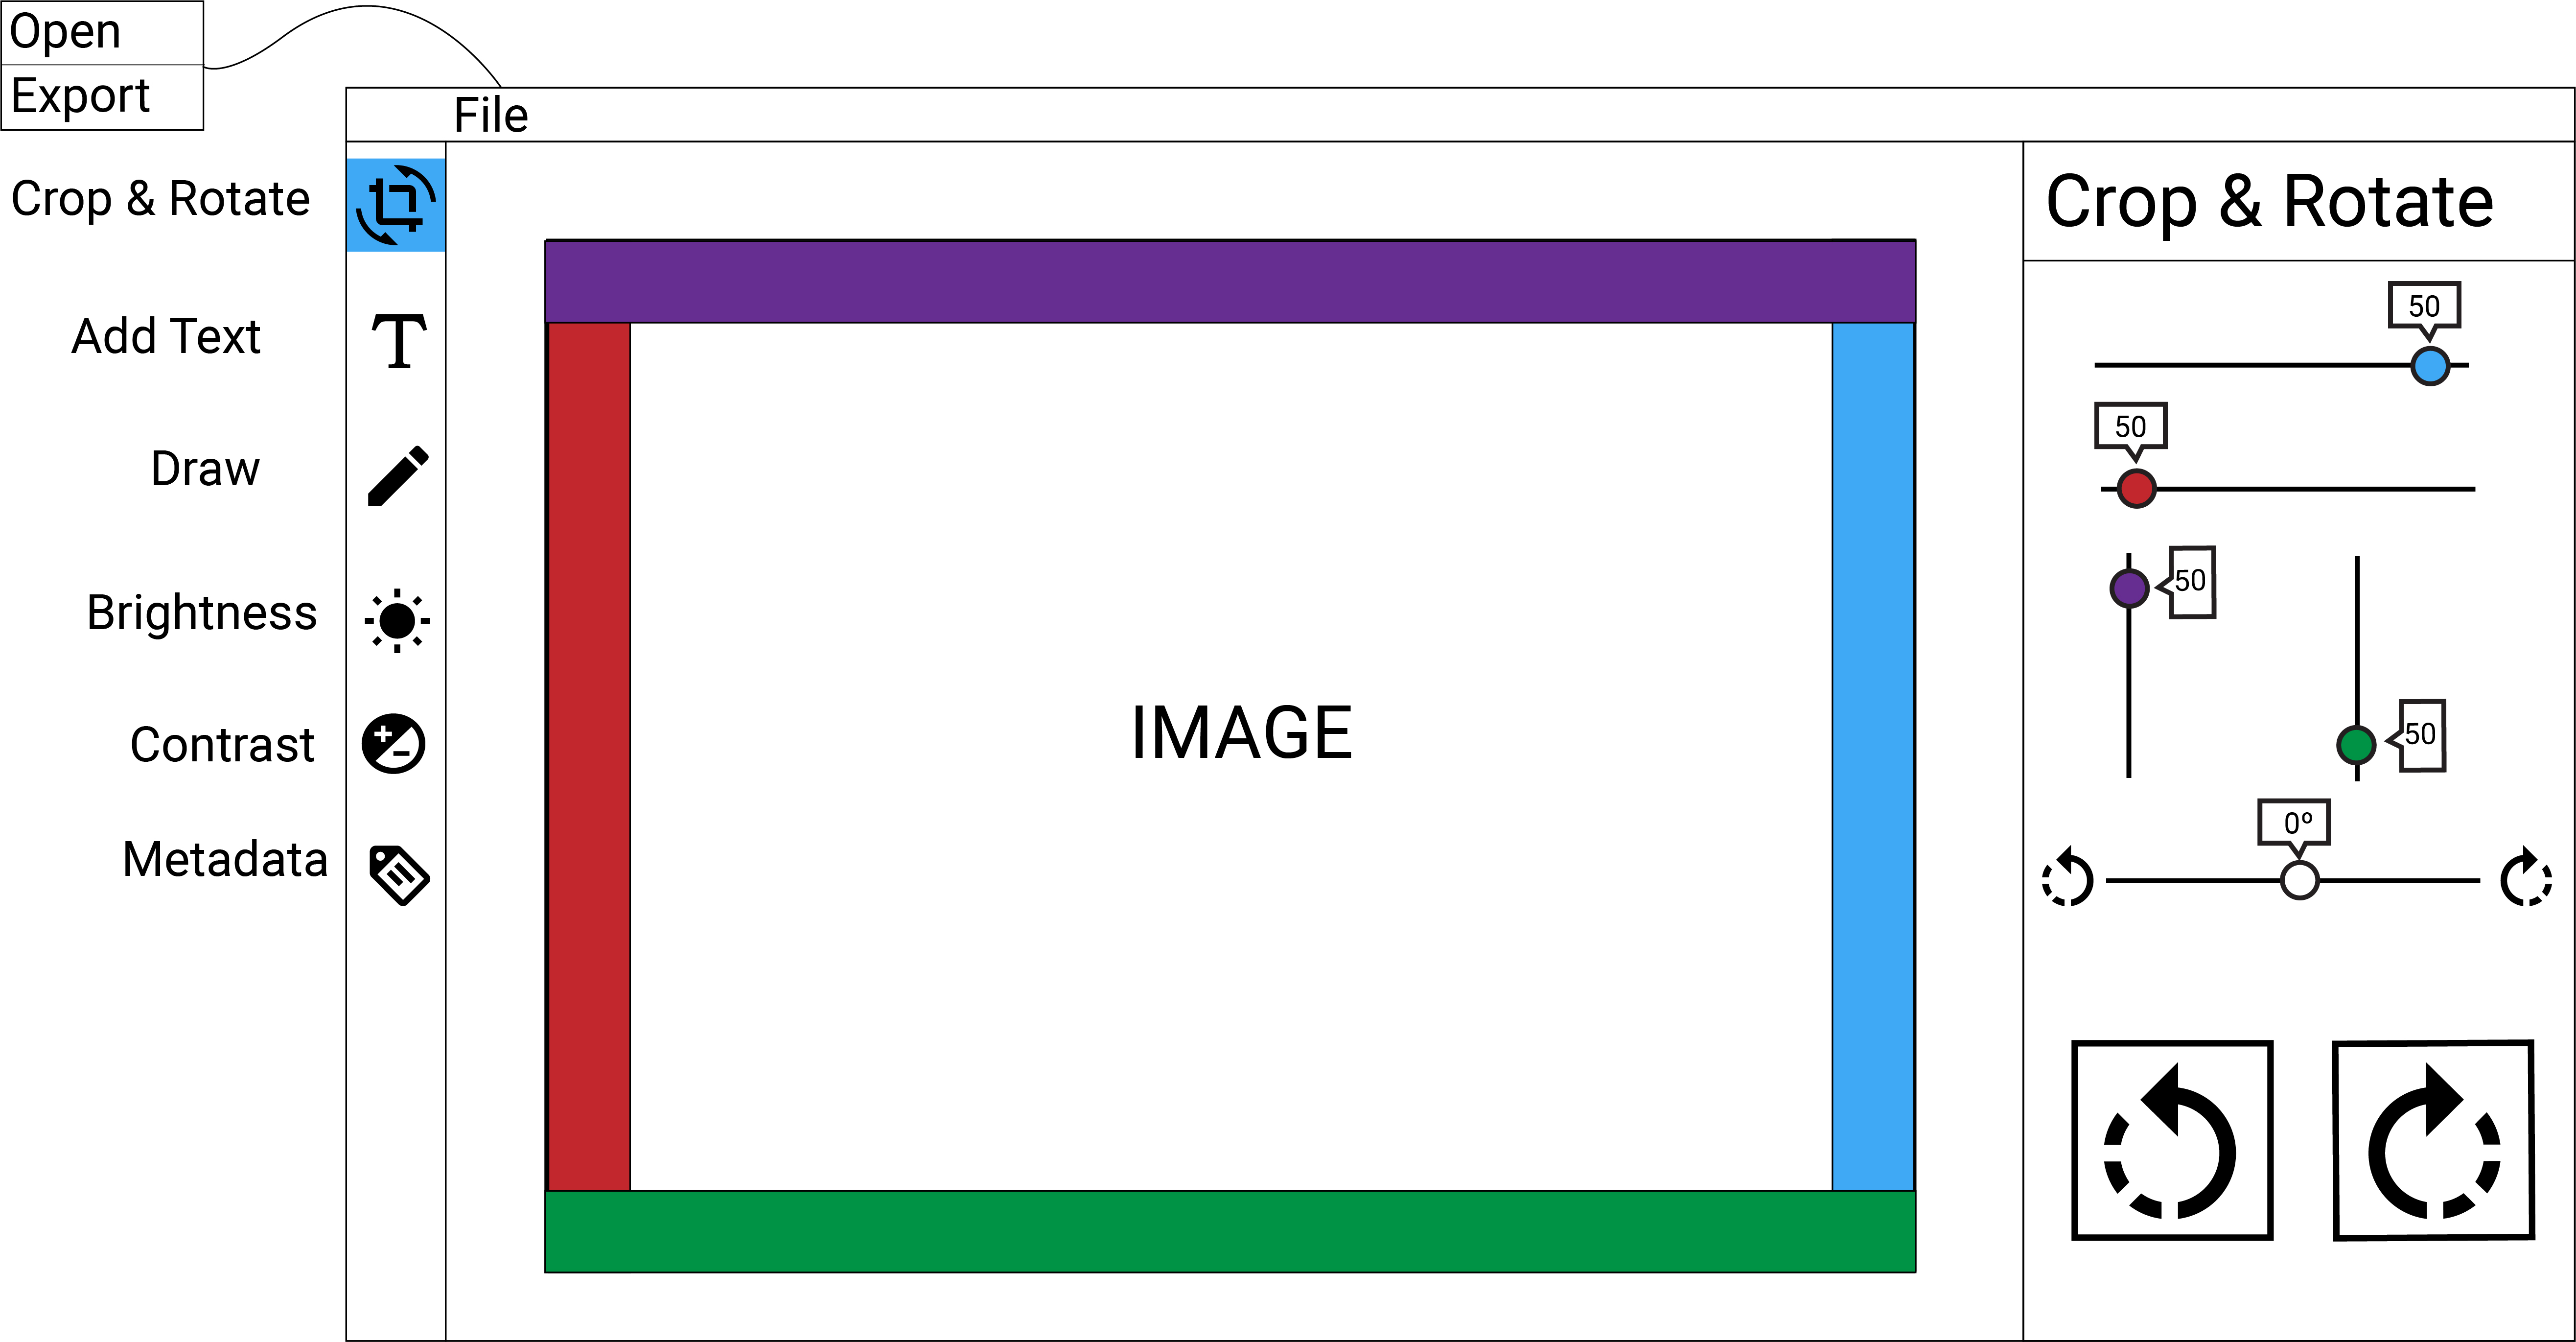 Open
Export
File
Crop & Rotate
Crop & Rotate
Add Text
50
50
Draw
Brightness
50
Contrast
IMAGE
50
Metadata
0º